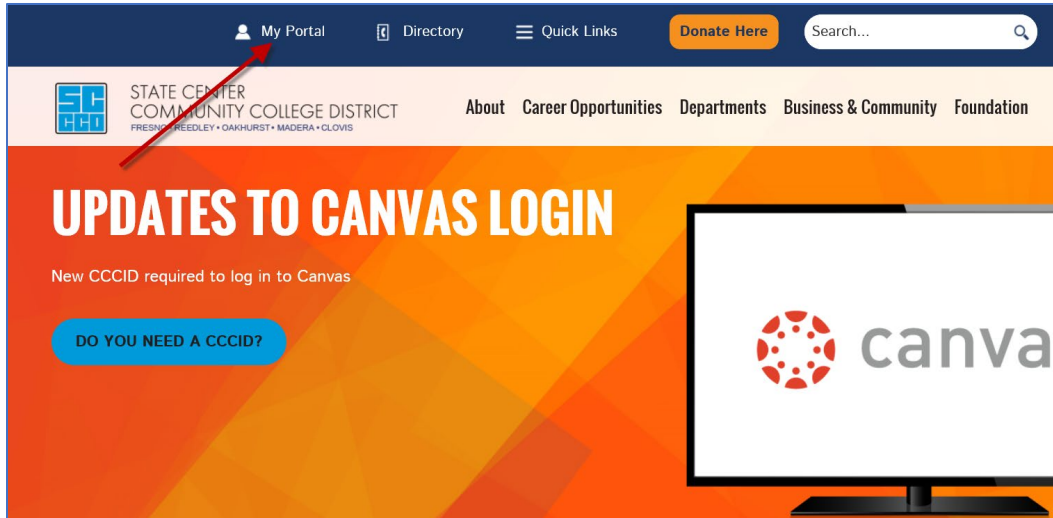 My Portal Directory Quick Links Donate Here Search...
SCCCD
STATE CENTER
COMMUNITY COLLEGE DISTRICT
FRESNO • REEDLEY • OAKHURST • MADERA • CLOVIS
About Career Opportunities Departments Business & Community Foundation
UPDATES TO CANVAS LOGIN
New CCCID required to log in to Canvas
DO YOU NEED A CCCID?
canva